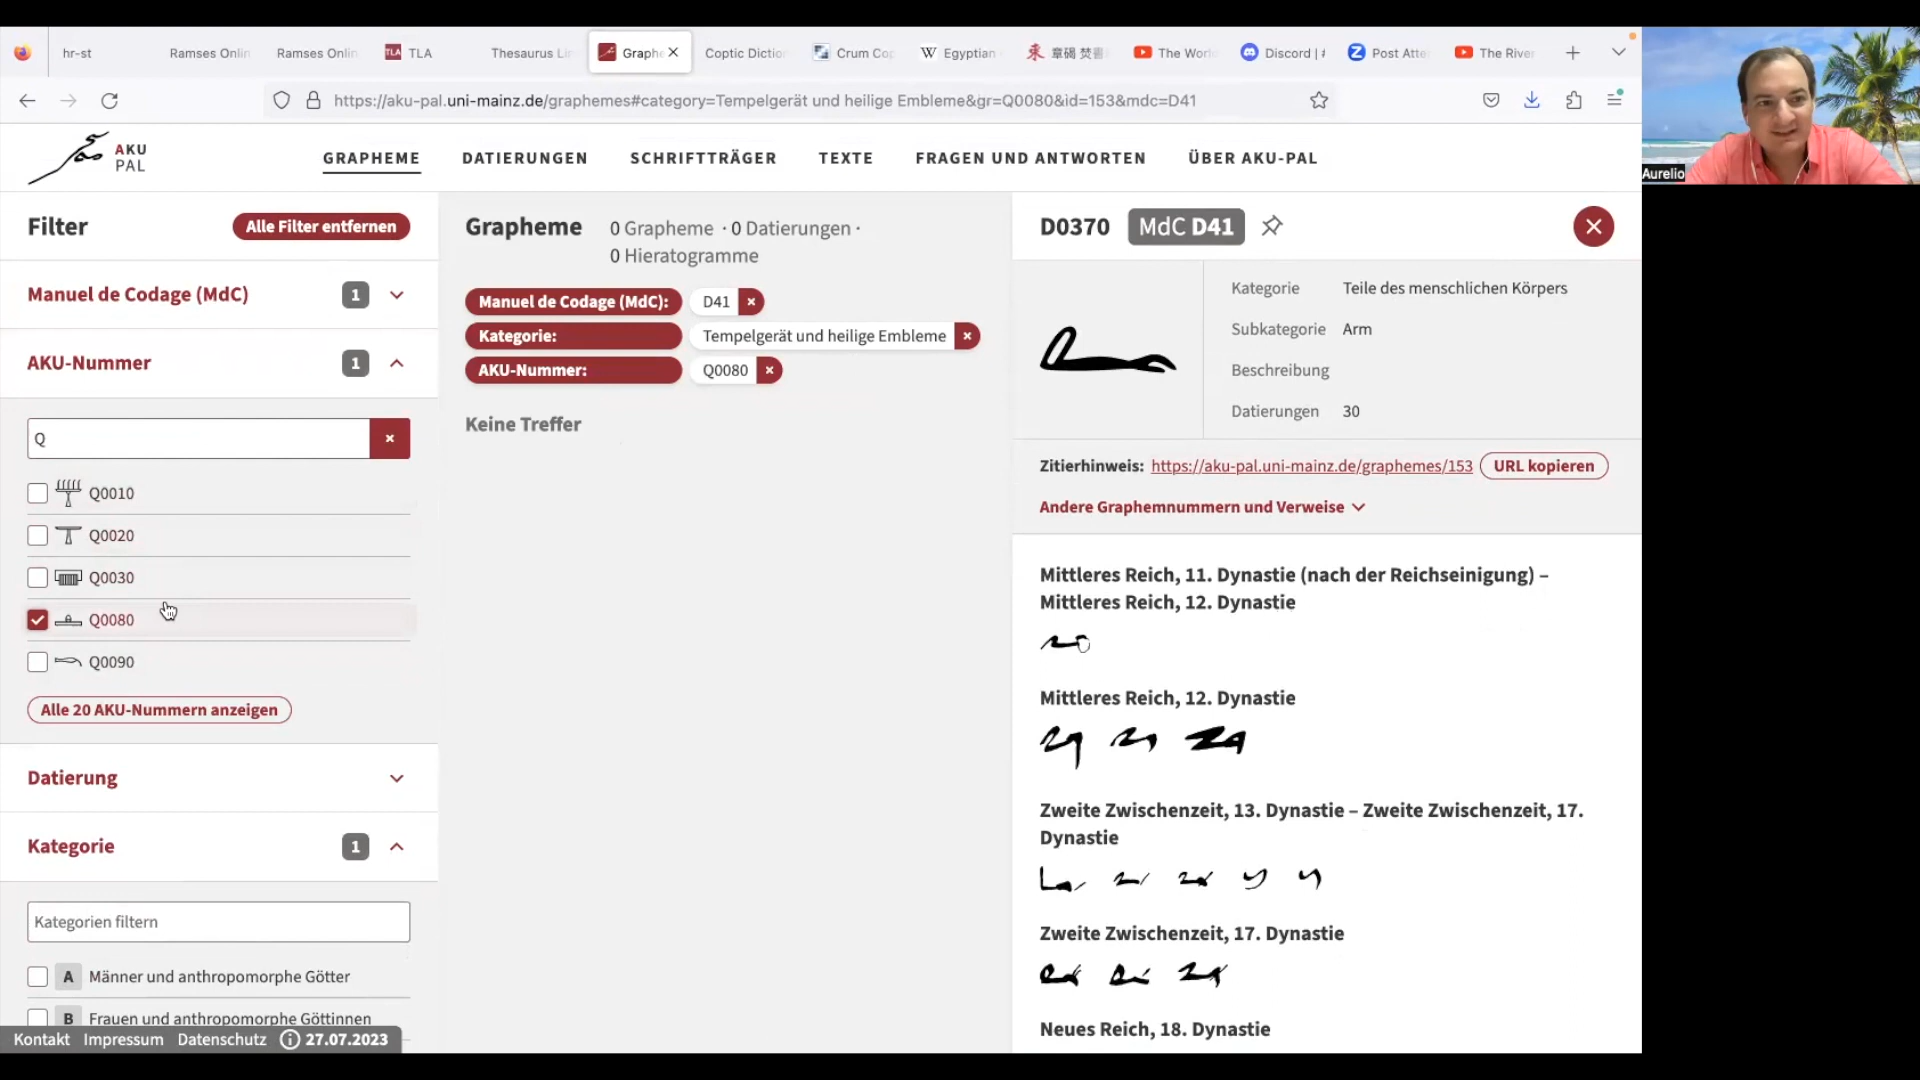 hr-st Ramses Onlin Ramses Onlin TLA TLA Thesaurus Lin Graphe Coptic Dictio Crum Cop Egyptian 章碣 焚書 The World Discord | # Post Atte The River
https://aku-pal.uni-mainz.de/graphemes#category=Tempelgerät und heilige Embleme&gr=Q0080&id=153&mdc=D41
AKU PAL GRAPHEME DATIERUNGEN SCHRIFTTRÄGER TEXTE FRAGEN UND ANTWORTEN ÜBER AKU-PAL
Aurelio
Filter Alle Filter entfernen
Manuel de Codage (MdC) 1
AKU-Nummer 1
Q
Q0010
Q0020
Q0030
Q0080
Q0090
Alle 20 AKU-Nummern anzeigen
Datierung
Kategorie 1
Kategorien filtern
A Männer und anthropomorphe Götter
B Frauen und anthropomorphe Göttinnen
Kontakt Impressum Datenschutz 27.07.2023
Grapheme 0 Grapheme · 0 Datierungen ·
0 Hieratogramme
Manuel de Codage (MdC): D41
Kategorie: Tempelgerät und heilige Embleme
AKU-Nummer: Q0080
Keine Treffer
D0370 MdC D41
Kategorie Teile des menschlichen Körpers
Subkategorie Arm
Beschreibung
Datierungen 30
Zitierhinweis: https://aku-pal.uni-mainz.de/graphemes/153 URL kopieren
Andere Graphemnummern und Verweise
Mittleres Reich, 11. Dynastie (nach der Reichseinigung) –
Mittleres Reich, 12. Dynastie
Mittleres Reich, 12. Dynastie
Zweite Zwischenzeit, 13. Dynastie – Zweite Zwischenzeit, 17.
Dynastie
Zweite Zwischenzeit, 17. Dynastie
Neues Reich, 18. Dynastie